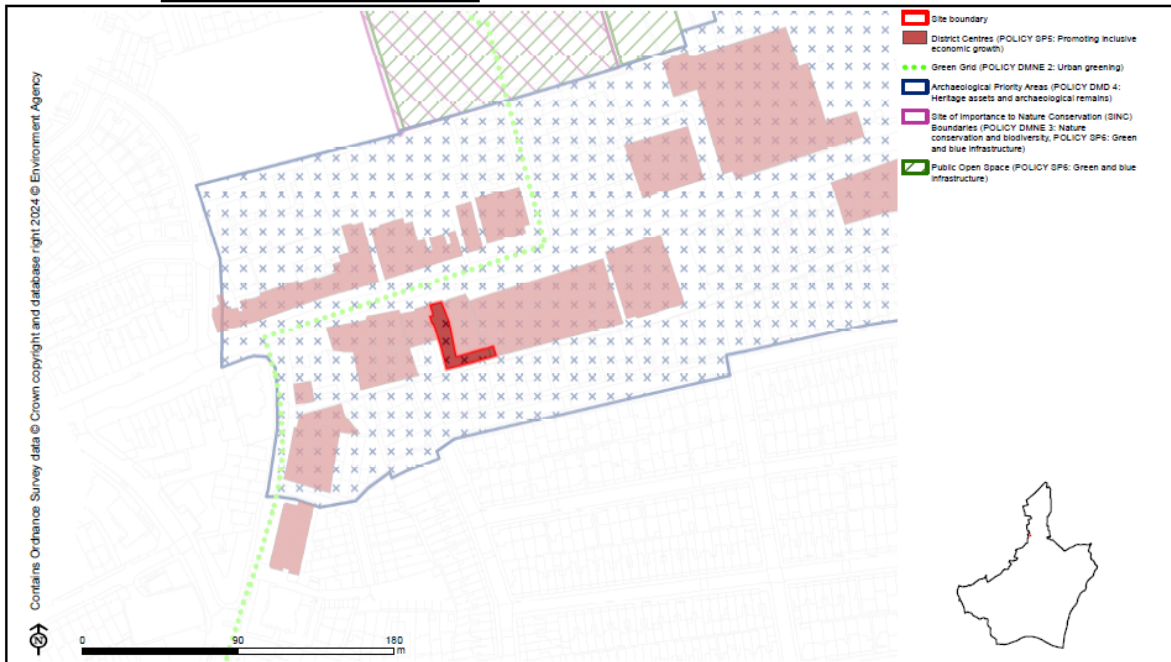 Site boundary
District Centres (POLICY SP5: Promoting inclusive
economic growth)
Green Grid (POLICY DMNE 2: Urban greening)
Archaeological Priority Areas (POLICY DMD 4:
Heritage assets and archaeological remains)
Site of Importance to Nature Conservation (SINC)
Boundaries (POLICY DMNE 3: Nature
conservation and biodiversity, POLICY SP6: Green
and blue infrastructure)
Public Open Space (POLICY SP6: Green and blue
infrastructure)
Contains Ordnance Survey data © Crown copyright and database right 2024 © Environment Agency
N
0 90 180
m